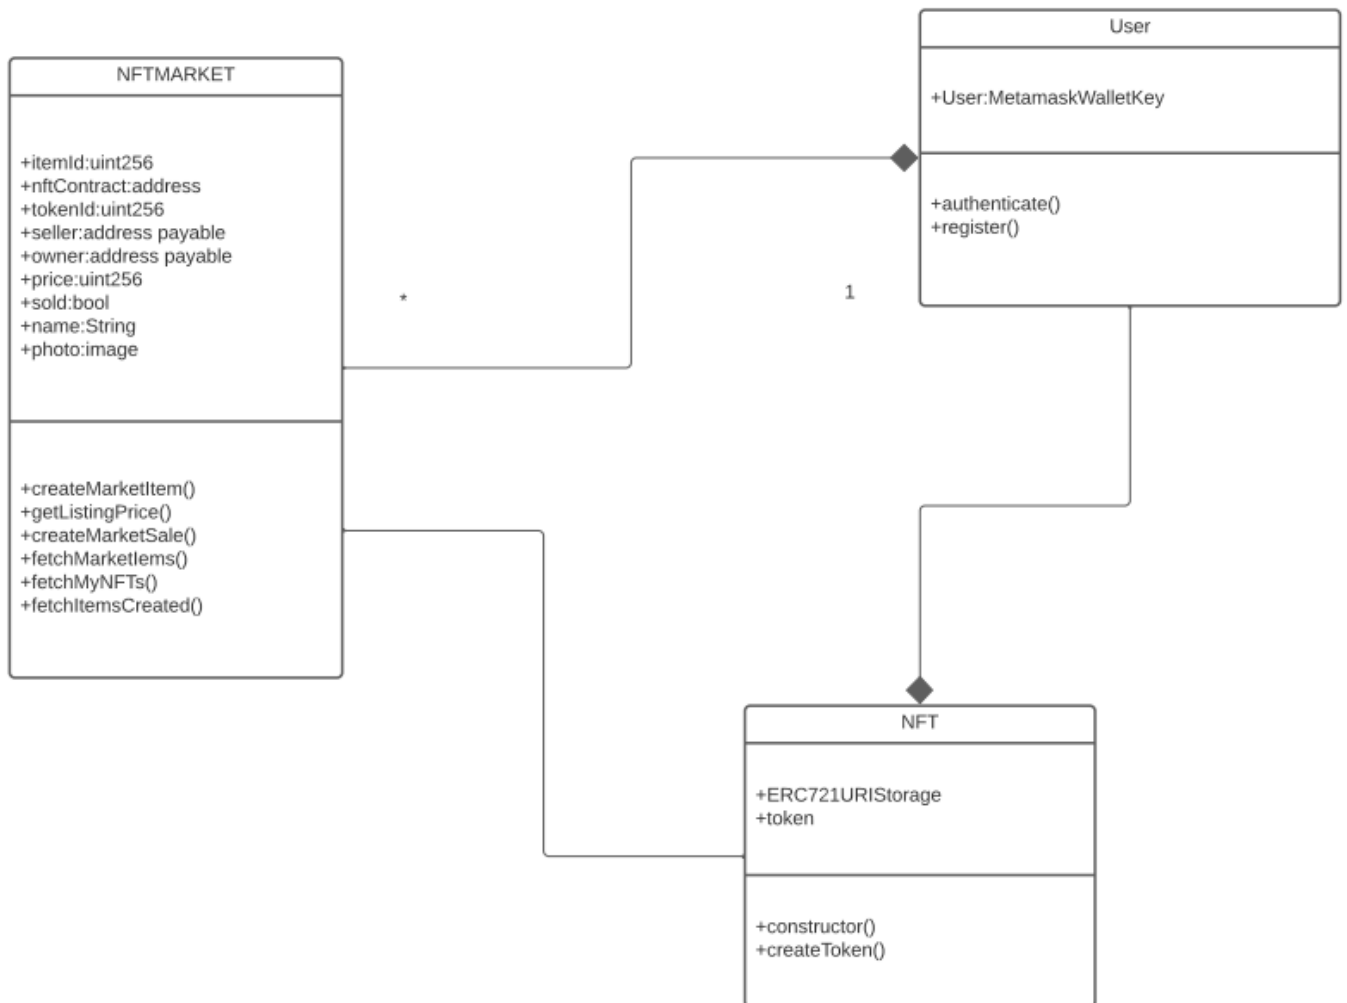 NFTMARKET
+itemId:uint256
+nftContract:address
+tokenId:uint256
+seller:address payable
+owner:address payable
+price:uint256
+sold:bool
+name:String
+photo:image
+createMarketItem()
+getListingPrice()
+createMarketSale()
+fetchMarketIems()
+fetchMyNFTs()
+fetchItemsCreated()
*
1
User
+User:MetamaskWalletKey
+authenticate()
+register()
NFT
+ERC721URIStorage
+token
+constructor()
+createToken()